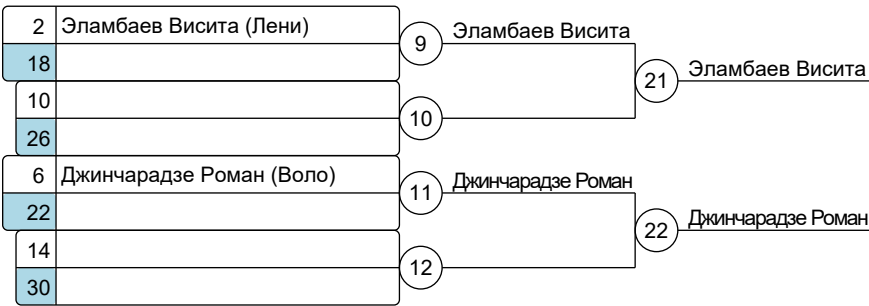 2 Эламбаев Висита (Лени)
9 Эламбаев Висита
18
21 Эламбаев Висита
10
10
26
6 Джинчарадзе Роман (Воло)
11 Джинчарадзе Роман
22
22 Джинчарадзе Роман
14
12
30